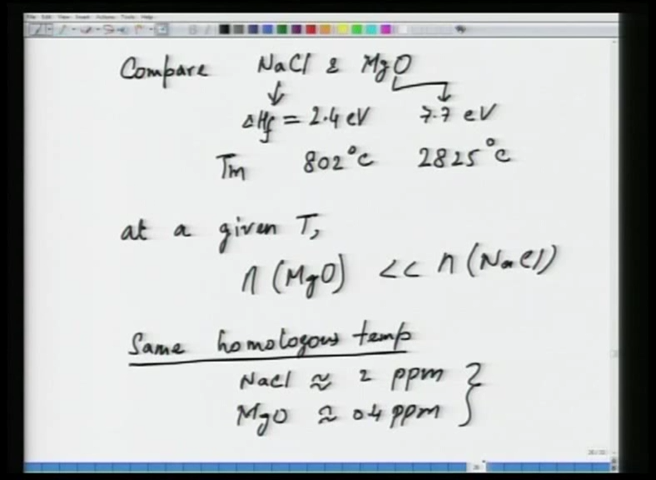 Compare NaCl & MgO
↓
ΔHf = 2.4 eV 7.7 eV
Tm 802°c 2825°c
at a given T,
n (MgO) << n (NaCl)
Same homologous temp
NaCl ≈ 2 ppm
MgO ≈ 0.4 ppm